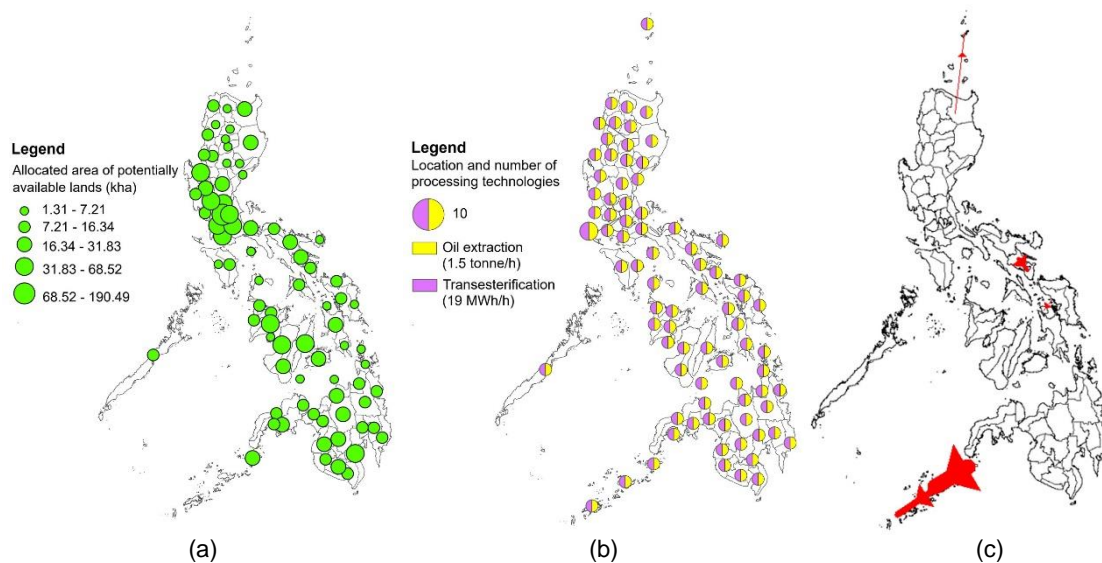 Legend
Allocated area of potentially
available lands (kha)
1.31 - 7.21
7.21 - 16.34
16.34 - 31.83
31.83 - 68.52
68.52 - 190.49
(a)
Legend
Location and number of
processing technologies
10
Oil extraction
(1.5 tonne/h)
Transesterification
(19 MWh/h)
(b)
(c)